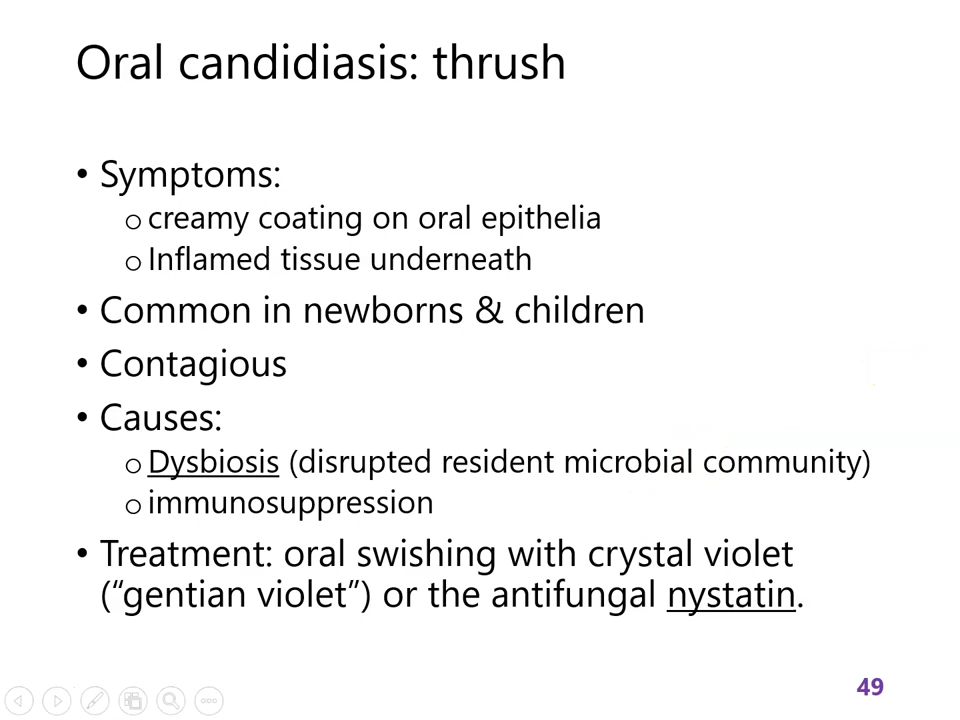 Oral candidiasis: thrush
• Symptoms:
o creamy coating on oral epithelia
o Inflamed tissue underneath
• Common in newborns & children
• Contagious
• Causes:
o Dysbiosis (disrupted resident microbial community)
o immunosuppression
• Treatment: oral swishing with crystal violet
(“gentian violet”) or the antifungal nystatin.
49